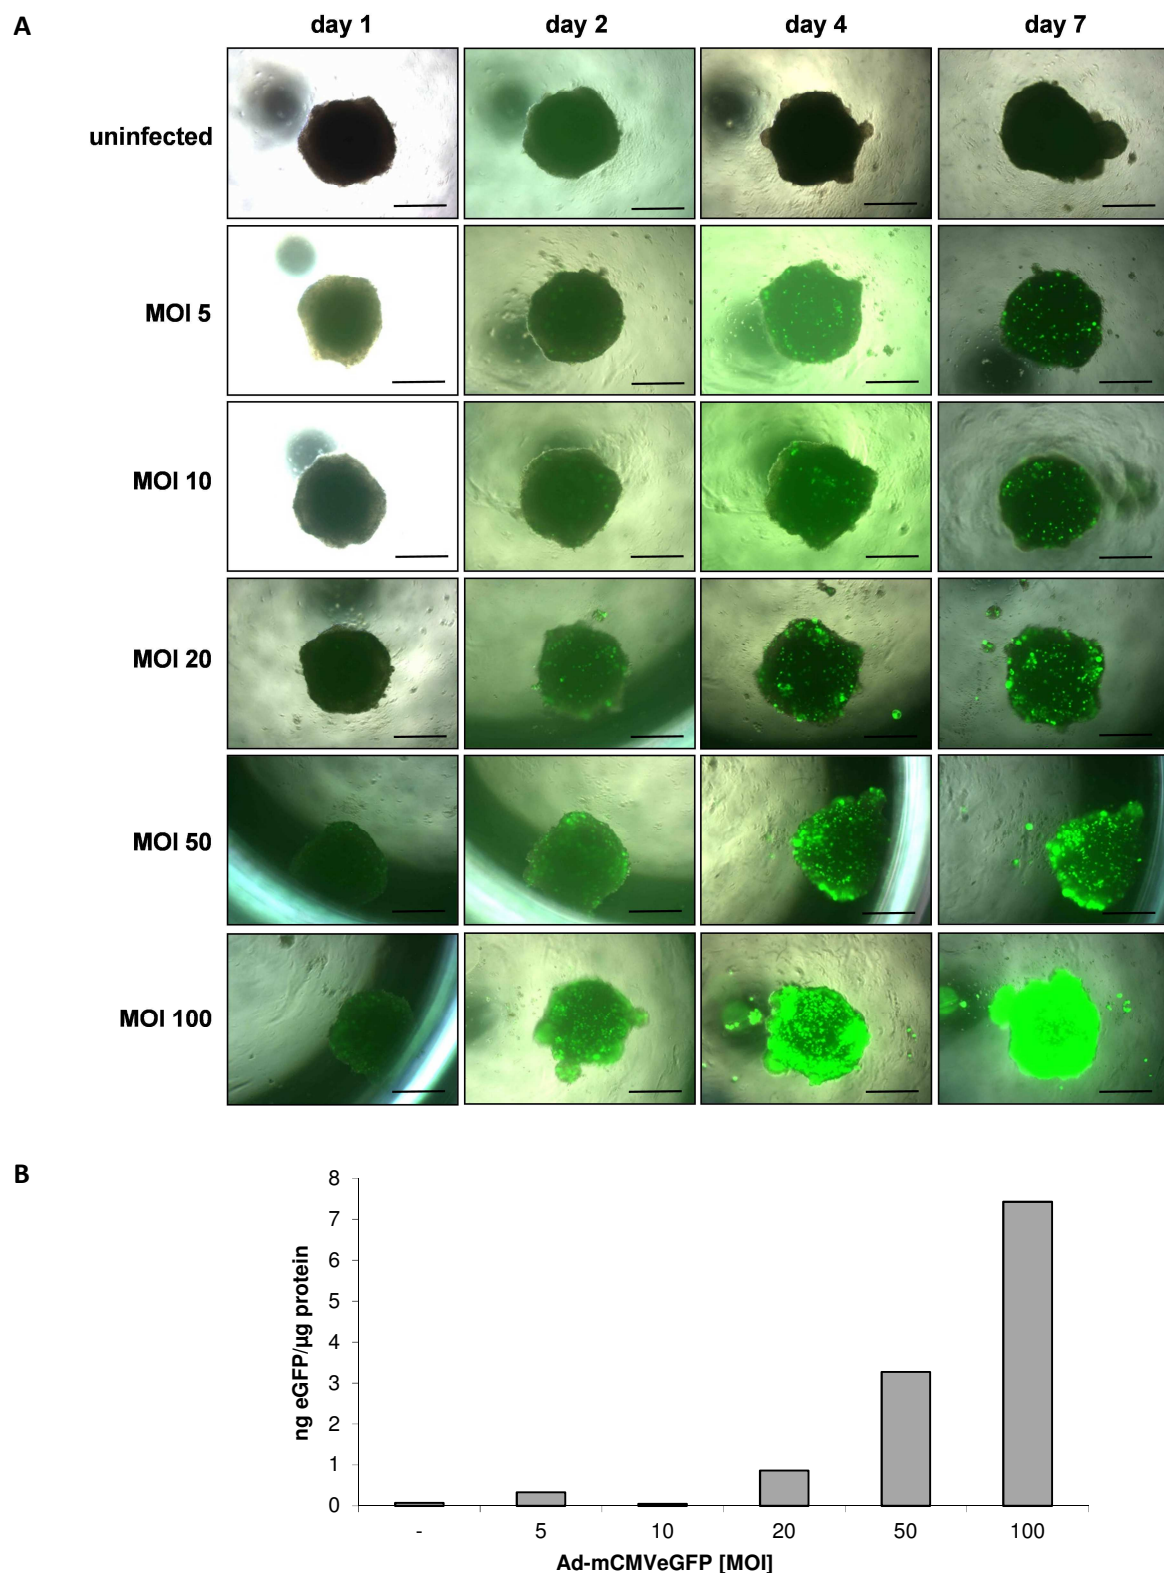 A
day 1 day 2 day 4 day 7
uninfected
MOI 5
MOI 10
MOI 20
MOI 50
MOI 100
B
8
7
6
5
4
3
2
1
0
ng eGFP/µg protein
- 5 10 20 50 100
Ad-mCMVeGFP [MOI]